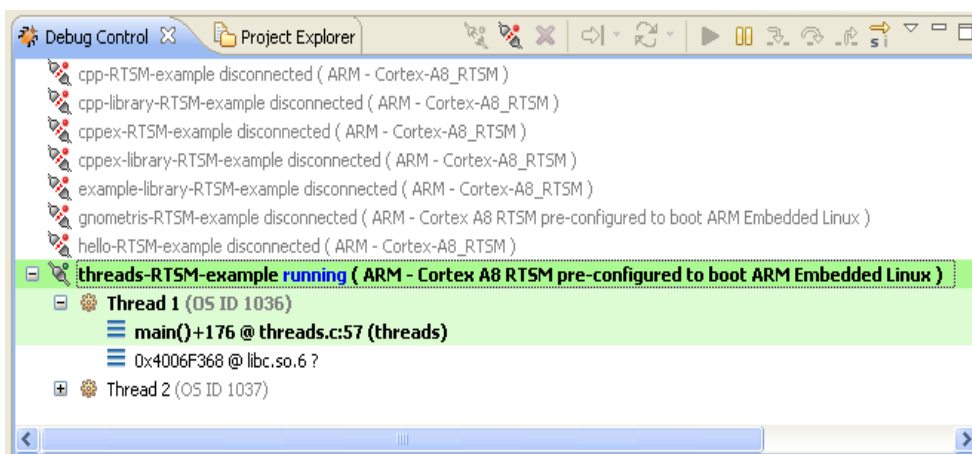 Debug Control Project Explorer
cpp-RTSM-example disconnected ( ARM - Cortex-A8_RTSM )
cpp-library-RTSM-example disconnected ( ARM - Cortex-A8_RTSM )
cppex-RTSM-example disconnected ( ARM - Cortex-A8_RTSM )
cppex-library-RTSM-example disconnected ( ARM - Cortex-A8_RTSM )
example-library-RTSM-example disconnected ( ARM - Cortex-A8_RTSM )
gnometris-RTSM-example disconnected ( ARM - Cortex A8 RTSM pre-configured to boot ARM Embedded Linux )
hello-RTSM-example disconnected ( ARM - Cortex-A8_RTSM )
threads-RTSM-example running ( ARM - Cortex A8 RTSM pre-configured to boot ARM Embedded Linux )
Thread 1 (OS ID 1036)
main()+176 @ threads.c:57 (threads)
0x4006F368 @ libc.so.6 ?
Thread 2 (OS ID 1037)